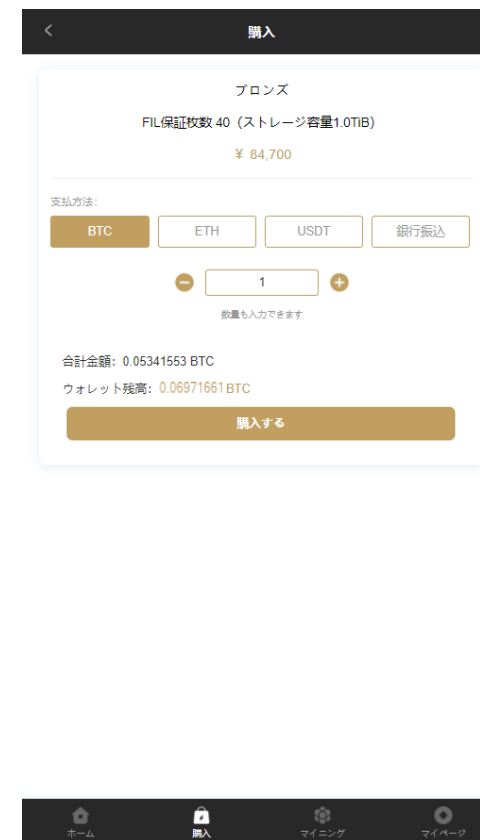 購入
ブロンズ
FIL保証枚数 40（ストレージ容量1.0TiB）
¥ 84,700
支払方法:
BTC ETH USDT 銀行振込
1
数量も入力できます
合計金額: 0.05341553 BTC
ウォレット残高: 0.06971661 BTC
購入する
ホーム 購入 マイニング マイページ